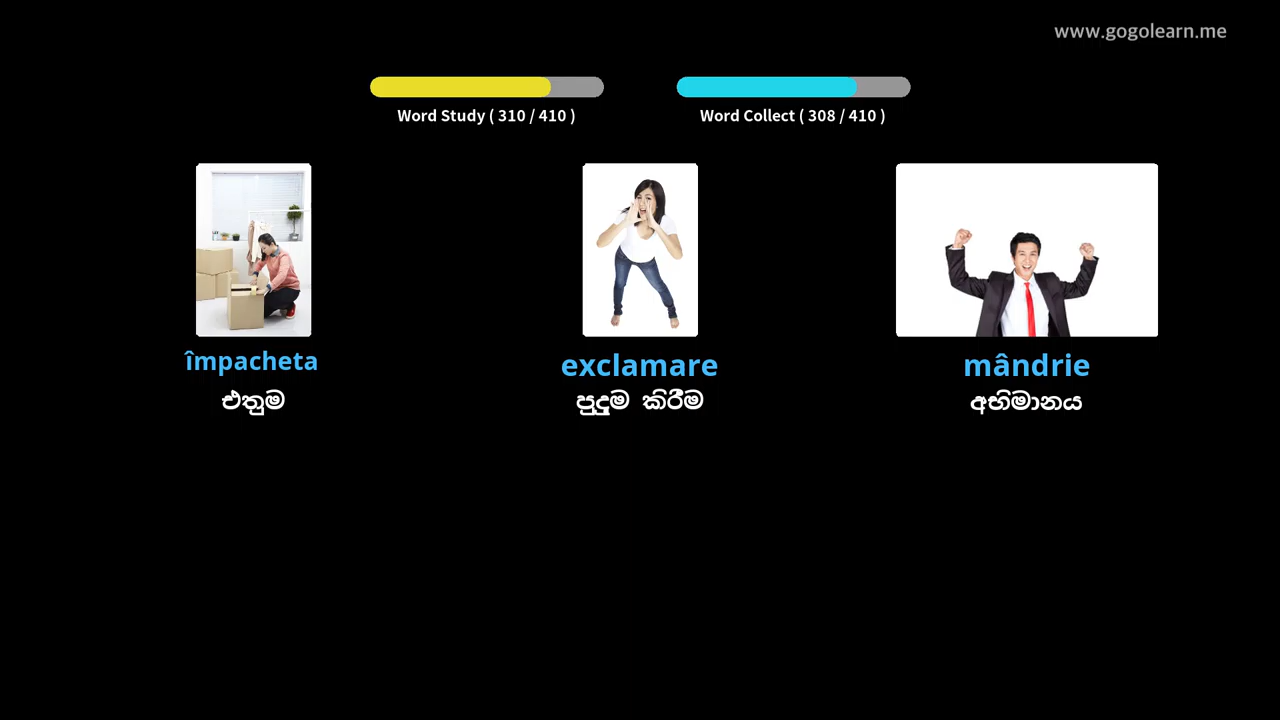 www.gogolearn.me
Word Study ( 310 / 410 )
Word Collect ( 308 / 410 )
împacheta
exclamare
mândrie
එතුම
පුදුම කිරීම
අභිමානය